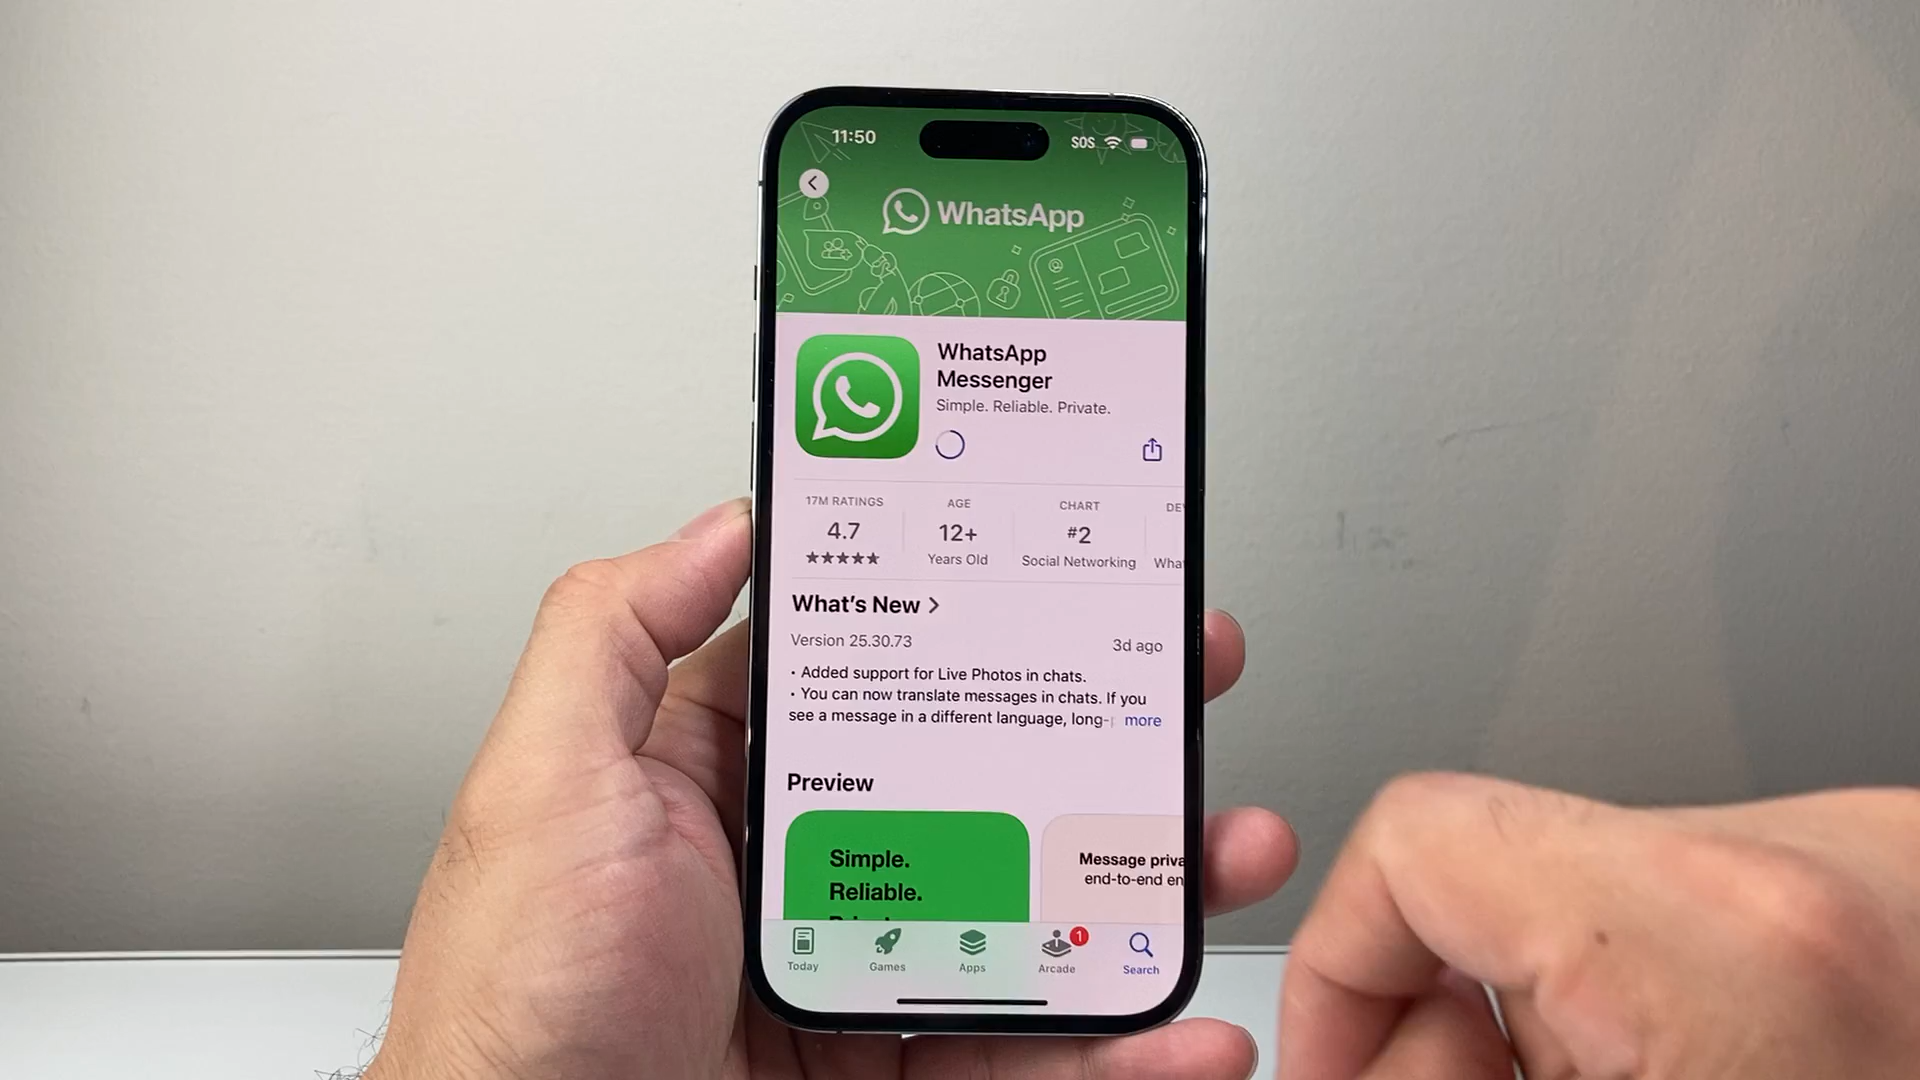 11:50
SOS
WhatsApp
WhatsApp
Messenger
Simple. Reliable. Private.
17M RATINGS
4.7
★★★★★
AGE
12+
Years Old
CHART
#2
Social Networking
DE
Wha
What's New >
Version 25.30.73
3d ago
• Added support for Live Photos in chats.
• You can now translate messages in chats. If you
see a message in a different language, long- more
Preview
Simple.
Reliable.
Message priva
end-to-end en
Today
Games
Apps
1
Arcade
Search